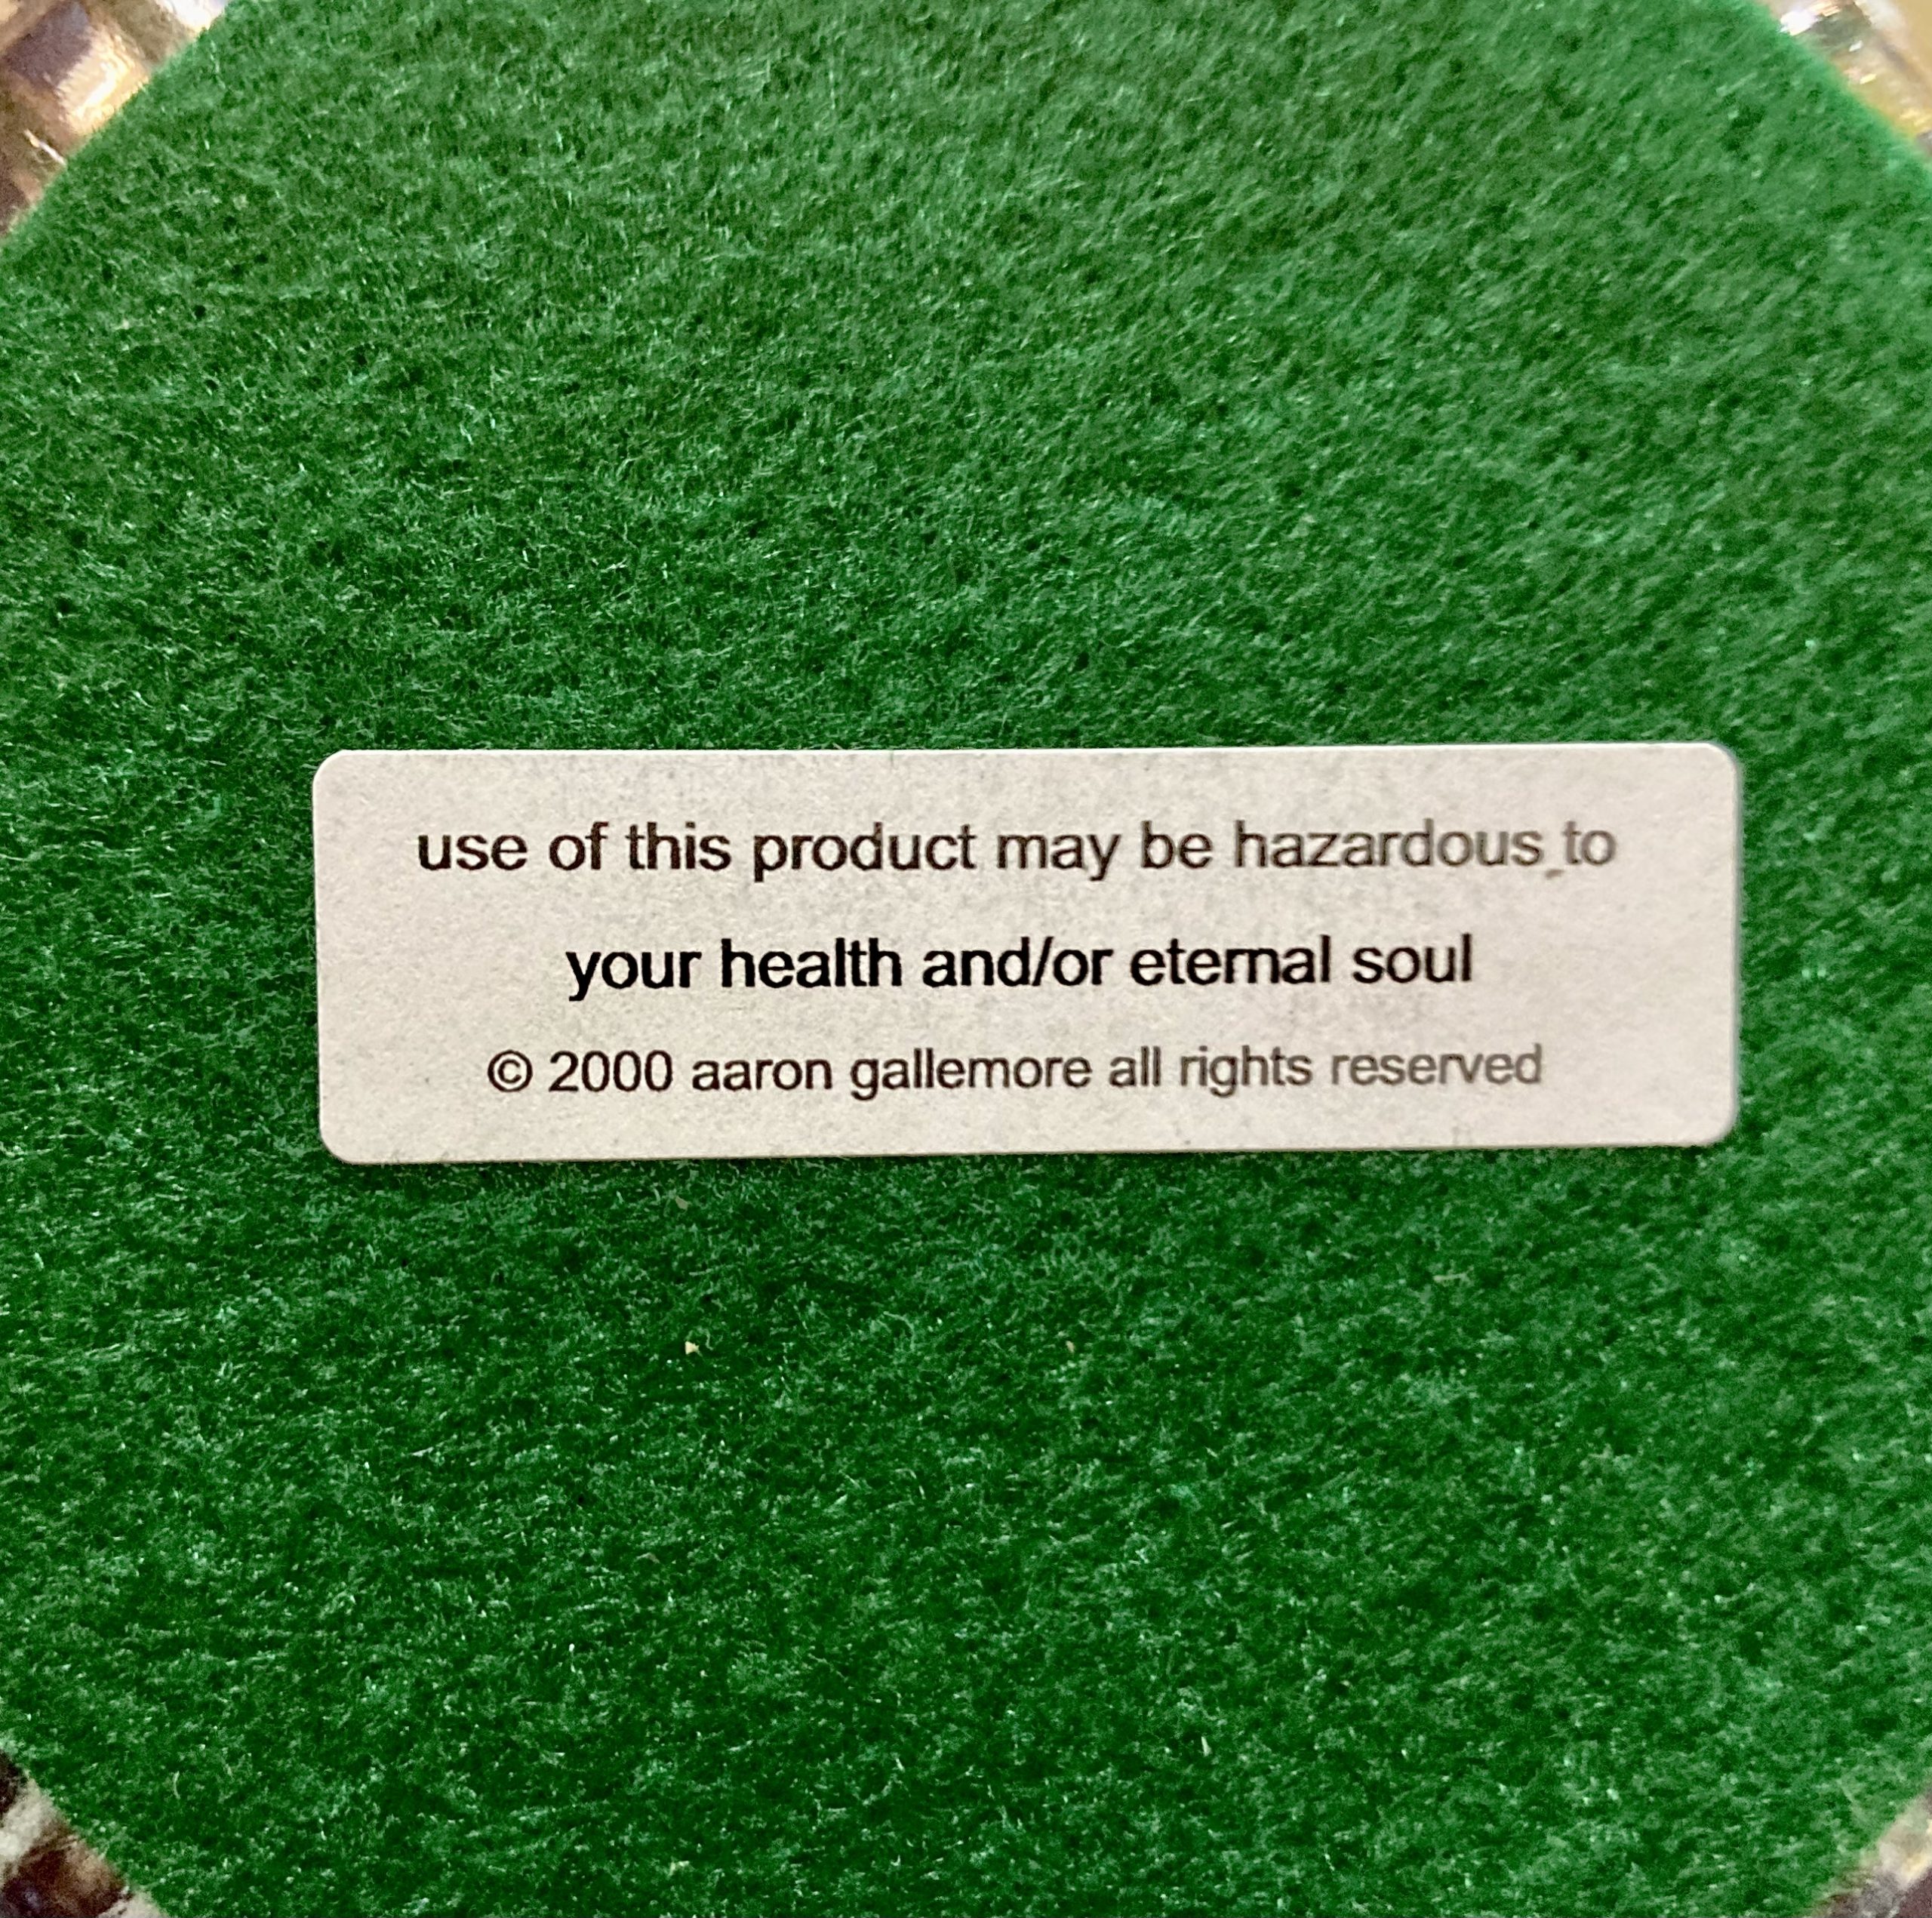 use of this product may be hazardous to
your health and/or eternal soul
© 2000 aaron gallemore all rights reserved